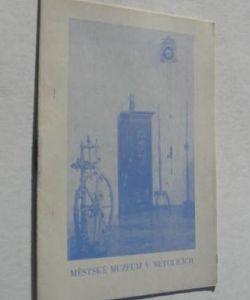 MĚSTSKÉ MUZEUM V NETOLICÍCH